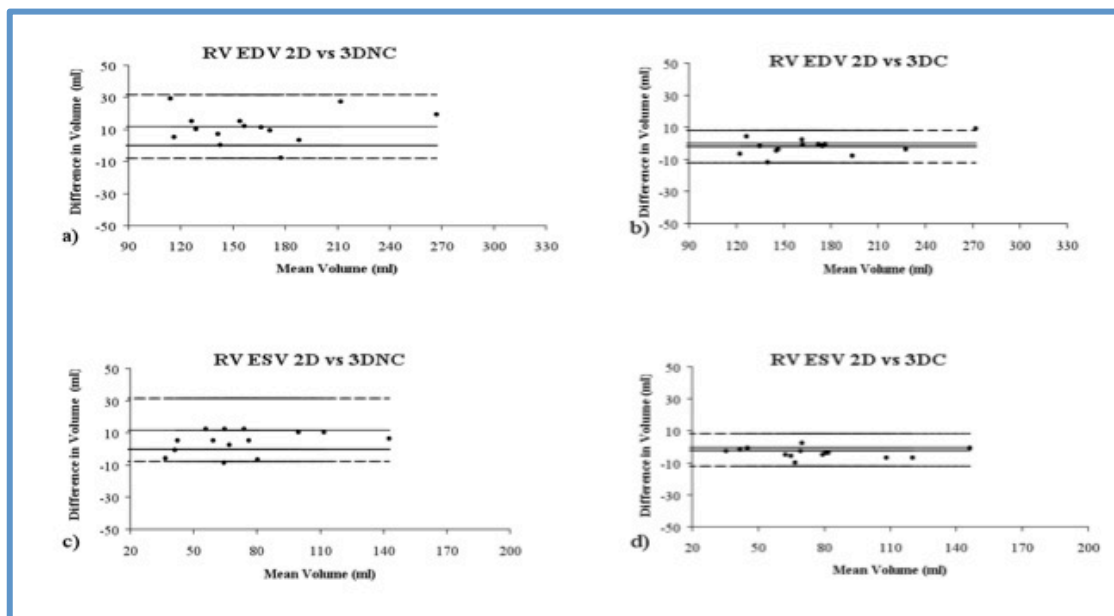 RV EDV 2D vs 3DNC
Difference in Volume (ml)
50
30
10
-10
-30
-50
a)
90 120 150 180 210 240 270 300 330
Mean Volume (ml)
RV EDV 2D vs 3DC
Difference in Volume (ml)
50
30
10
-10
-30
-50
b)
90 120 150 180 210 240 270 300 330
Mean Volume (ml)
RV ESV 2D vs 3DNC
Difference in Volume (ml)
50
30
10
-10
-30
-50
c)
20 50 80 110 140 170 200
Mean Volume (ml)
RV ESV 2D vs 3DC
Difference in Volume (ml)
50
30
10
-10
-30
-50
d)
20 50 80 110 140 170 200
Mean Volume (ml)